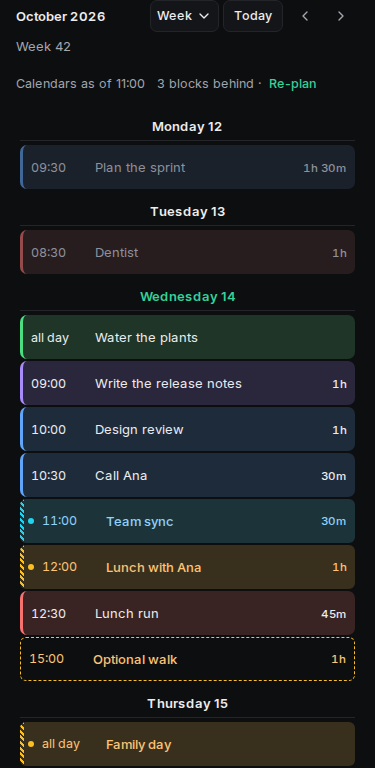 October 2026 Week Today
Week 42
Calendars as of 11:00 3 blocks behind · Re-plan
Monday 12
09:30 Plan the sprint 1h 30m
Tuesday 13
08:30 Dentist 1h
Wednesday 14
all day Water the plants
09:00 Write the release notes 1h
10:00 Design review 1h
10:30 Call Ana 30m
11:00 Team sync 30m
12:00 Lunch with Ana 1h
12:30 Lunch run 45m
15:00 Optional walk 1h
Thursday 15
all day Family day